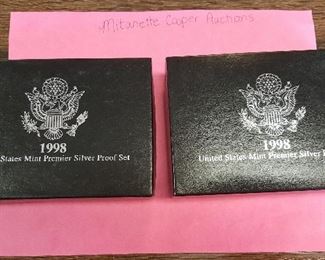 Mitanette Cooper Auctions
1998
States Mint Premier Silver Proof Set
1998
United States Mint Premier Silver